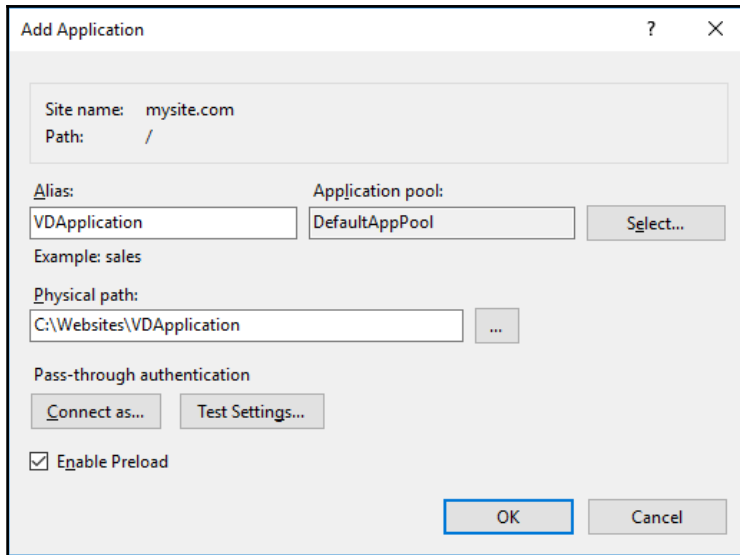 Add Application ? ×
Site name: mysite.com
Path: /
Alias: Application pool:
VDApplication DefaultAppPool Select...
Example: sales
Physical path:
C:\Websites\VDApplication ...
Pass-through authentication
Connect as... Test Settings...
Enable Preload
OK Cancel